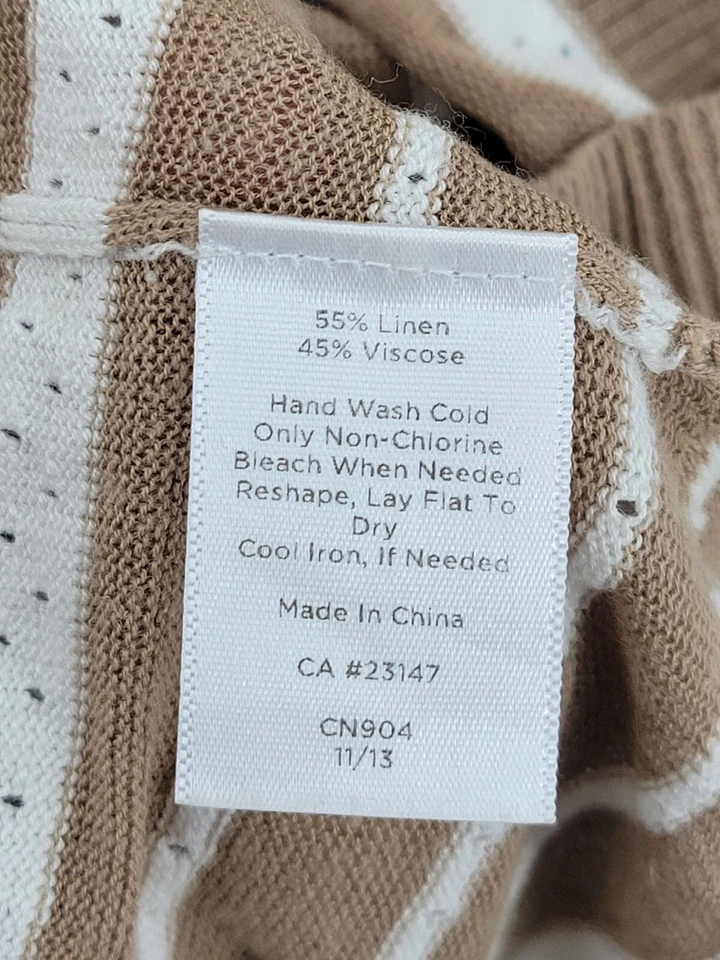 55% Linen
45% Viscose
Hand Wash Cold
Only Non-Chlorine
Bleach When Needed
Reshape, Lay Flat To
Dry
Cool Iron, If Needed
Made In China
CA #23147
CN904
11/13